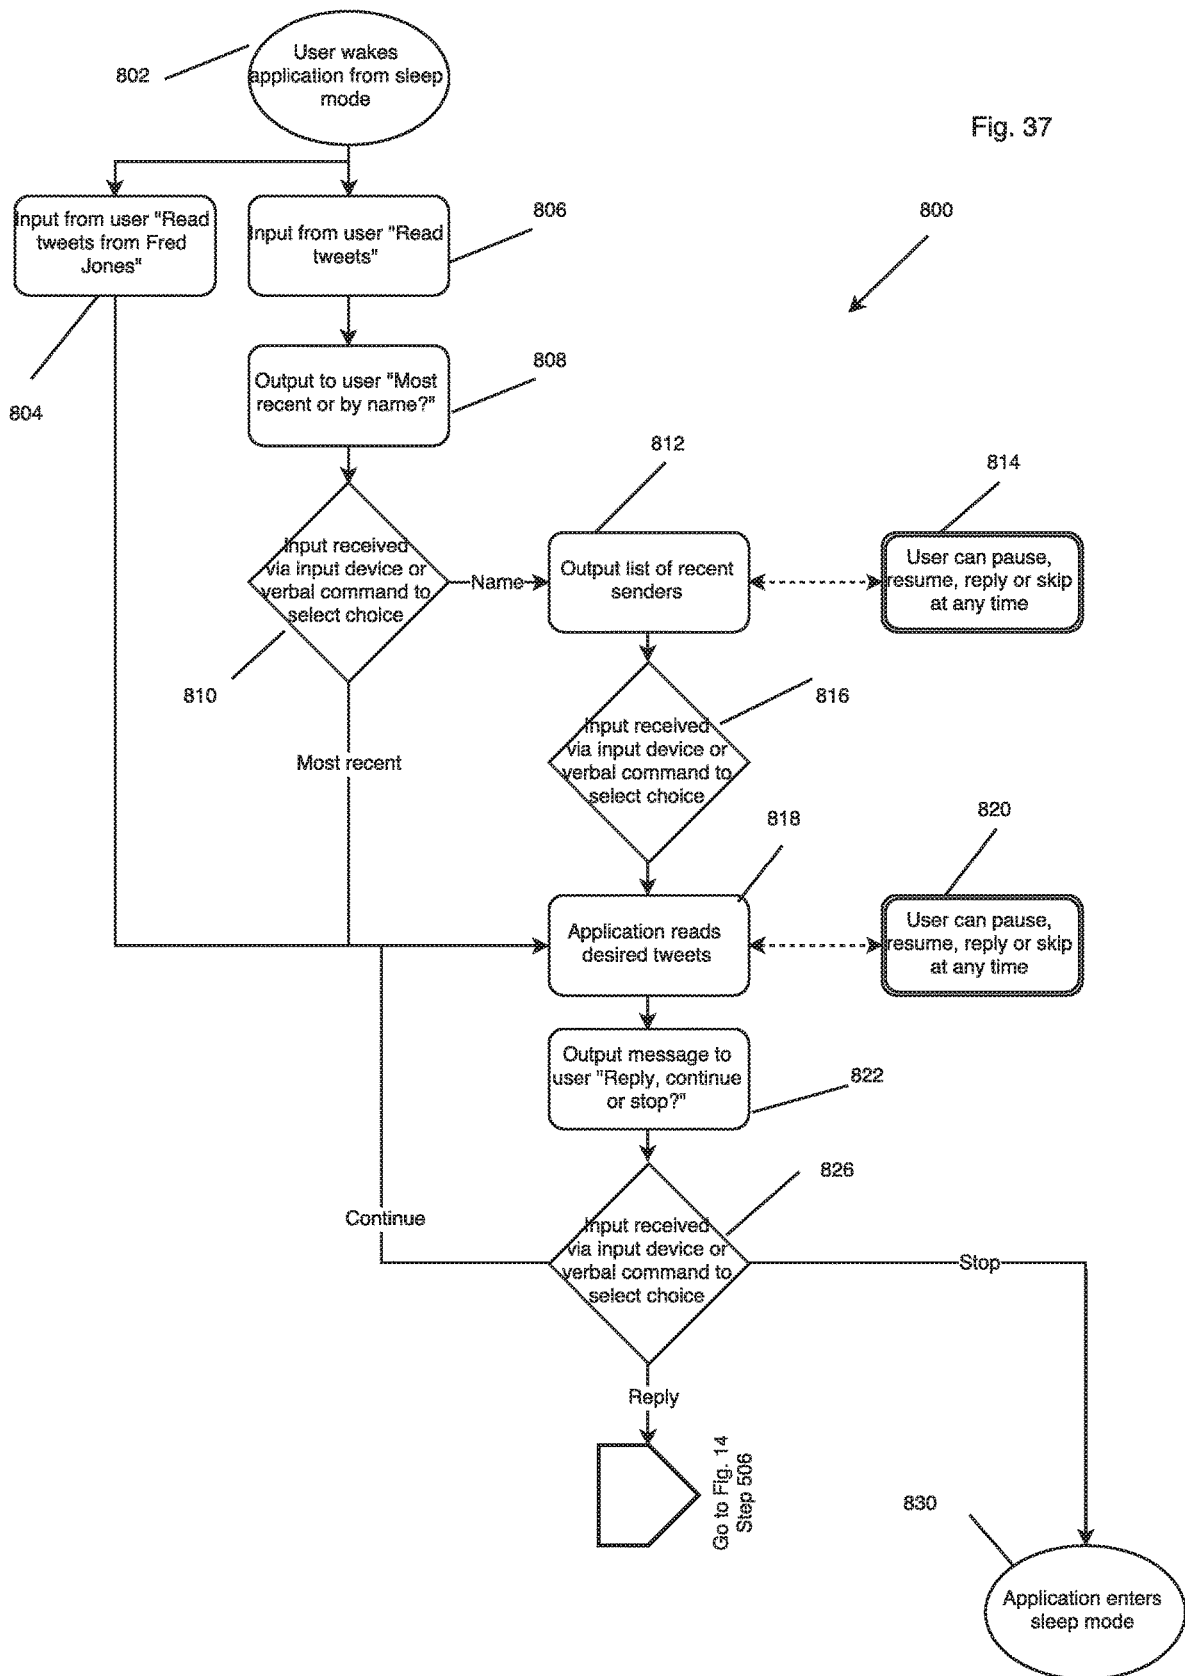 User wakes
application from sleep
mode
802
Fig. 37
Input from user "Read
tweets from Fred
Jones"
Input from user "Read
tweets"
806
800
804
Output to user "Most
recent or by name?"
808
812
814
Input received
via input device or
verbal command to
select choice
Name
Output list of recent
senders
User can pause,
resume, reply or skip
at any time
810
816
Most recent
Input received
via input device or
verbal command to
select choice
818
820
Application reads
desired tweets
User can pause,
resume, reply or skip
at any time
Output message to
user "Reply, continue
or stop?"
822
826
Continue
Input received
via input device or
verbal command to
select choice
Stop
Reply
Go to Fig. 14
Step 506
830
Application enters
sleep mode